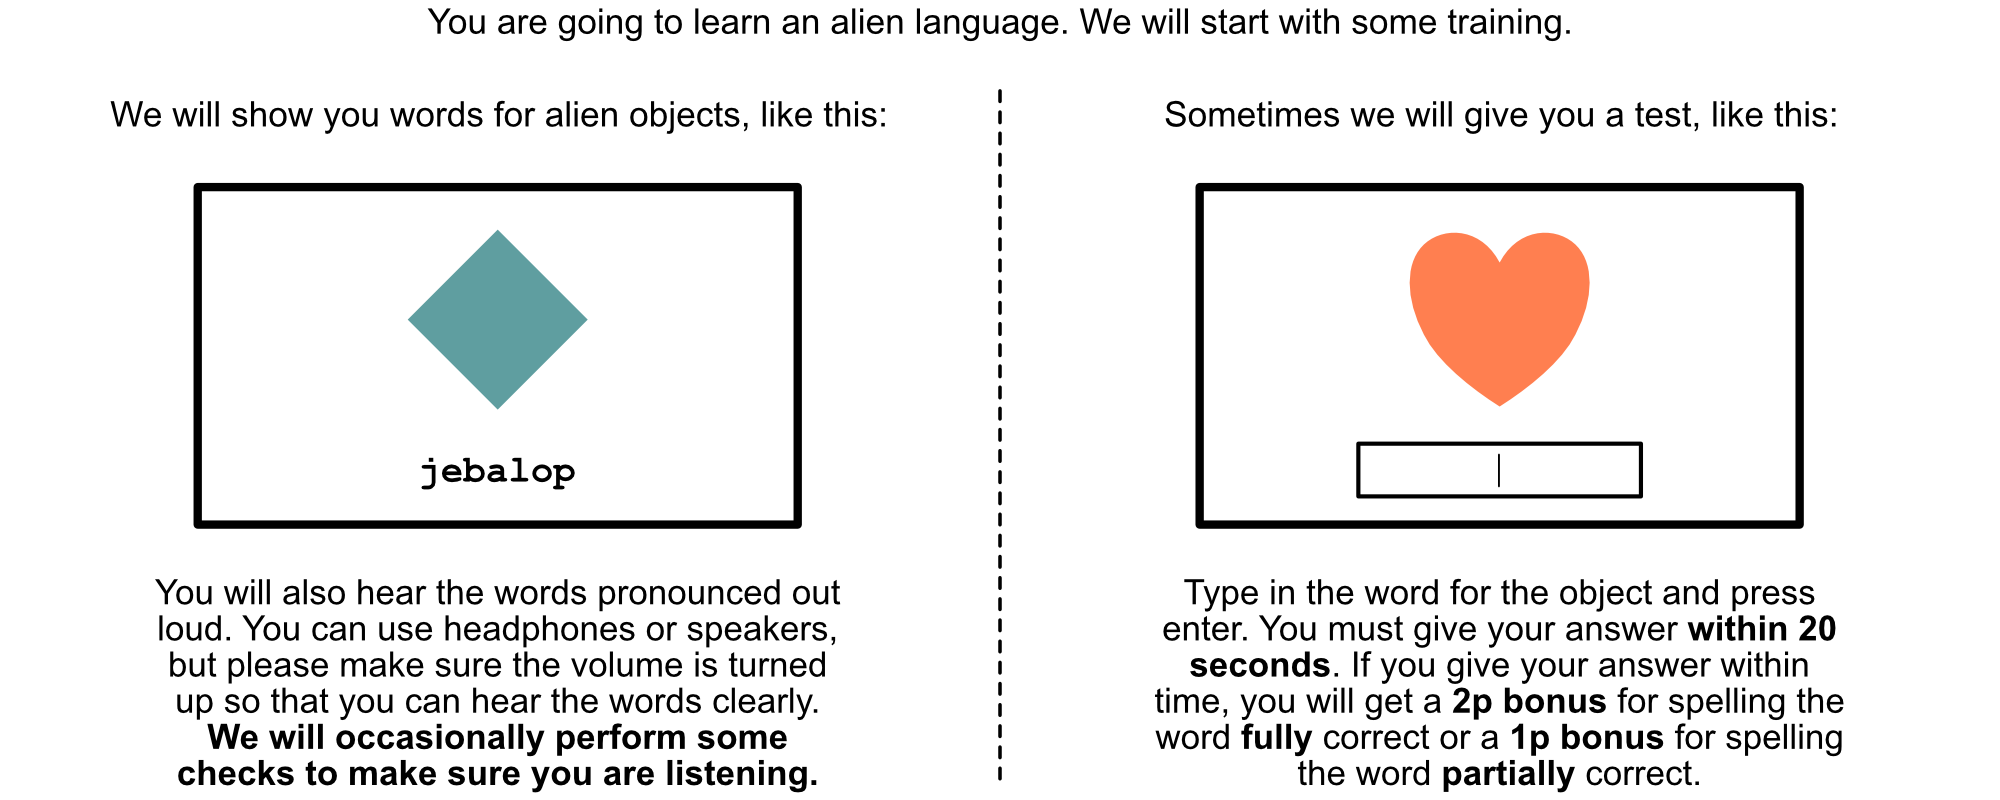 You are going to learn an alien language. We will start with some training.
We will show you words for alien objects, like this:
jebalop
You will also hear the words pronounced out
loud. You can use headphones or speakers,
but please make sure the volume is turned
up so that you can hear the words clearly.
We will occasionally perform some
checks to make sure you are listening.
Sometimes we will give you a test, like this:
Type in the word for the object and press
enter. You must give your answer within 20
seconds. If you give your answer within
time, you will get a 2p bonus for spelling the
word fully correct or a 1p bonus for spelling
the word partially correct.